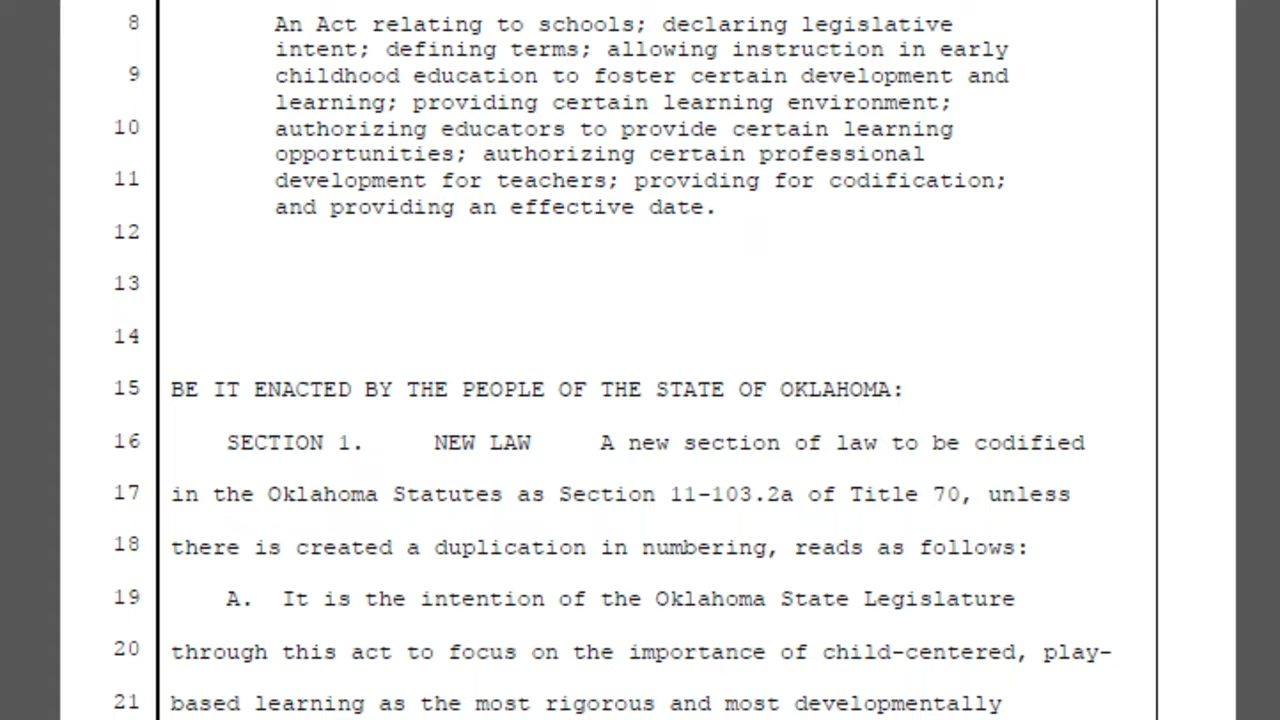 8 An Act relating to schools; declaring legislative
intent; defining terms; allowing instruction in early
9 childhood education to foster certain development and
learning; providing certain learning environment;
10 authorizing educators to provide certain learning
opportunities; authorizing certain professional
11 development for teachers; providing for codification;
and providing an effective date.
12
13
14
15 BE IT ENACTED BY THE PEOPLE OF THE STATE OF OKLAHOMA:
16 SECTION 1. NEW LAW A new section of law to be codified
17 in the Oklahoma Statutes as Section 11-103.2a of Title 70, unless
18 there is created a duplication in numbering, reads as follows:
19 A. It is the intention of the Oklahoma State Legislature
20 through this act to focus on the importance of child-centered, play-
21 based learning as the most rigorous and most developmentally